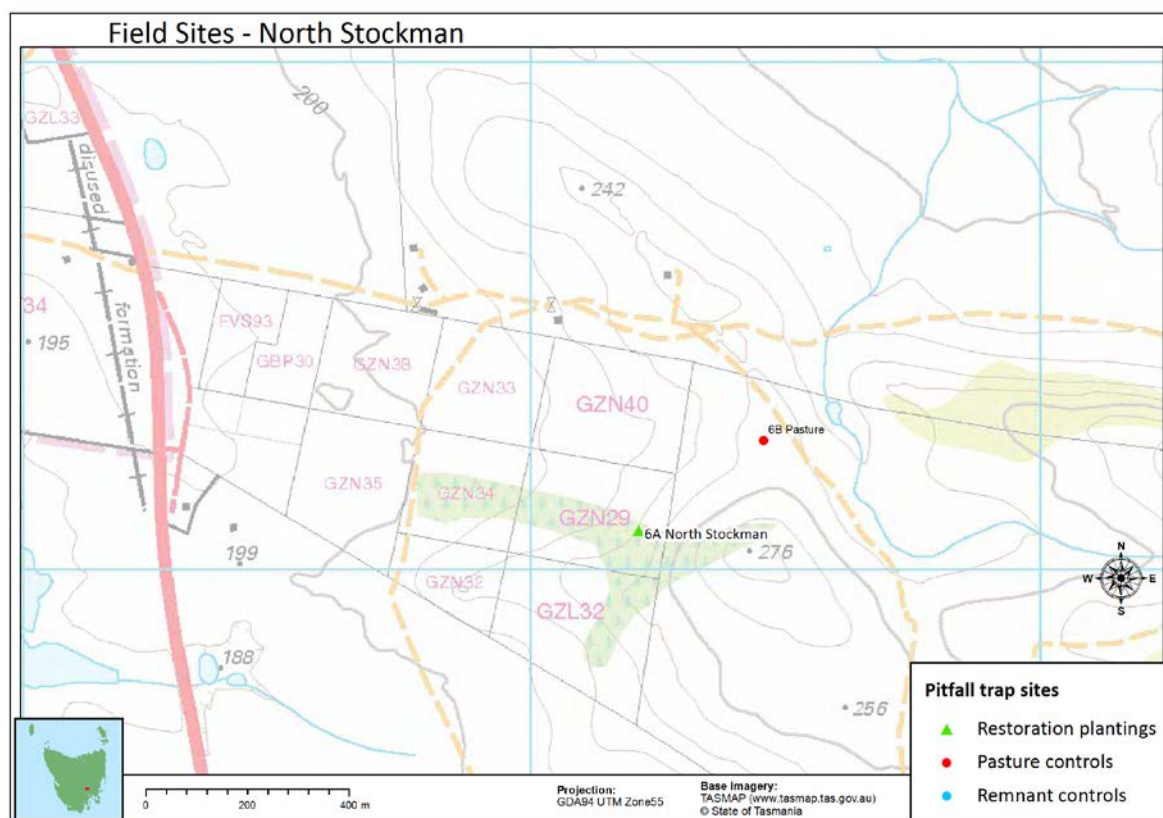 Field Sites - North Stockman
200
GZL33
disused
242
34
formation
FVS93
195
GBP30
GZN38
GZN33
GZN40
6B Pasture
GZN35
GZN34
GZN29
6A North Stockman
276
199
GZN32
GZL32
N
W E
S
188
256
Pitfall trap sites
Restoration plantings
Pasture controls
Remnant controls
0 200 400 m
Projection:
GDA94 UTM Zone55
Base imagery:
TASMAP (www.tasmap.tas.gov.au)
© State of Tasmania